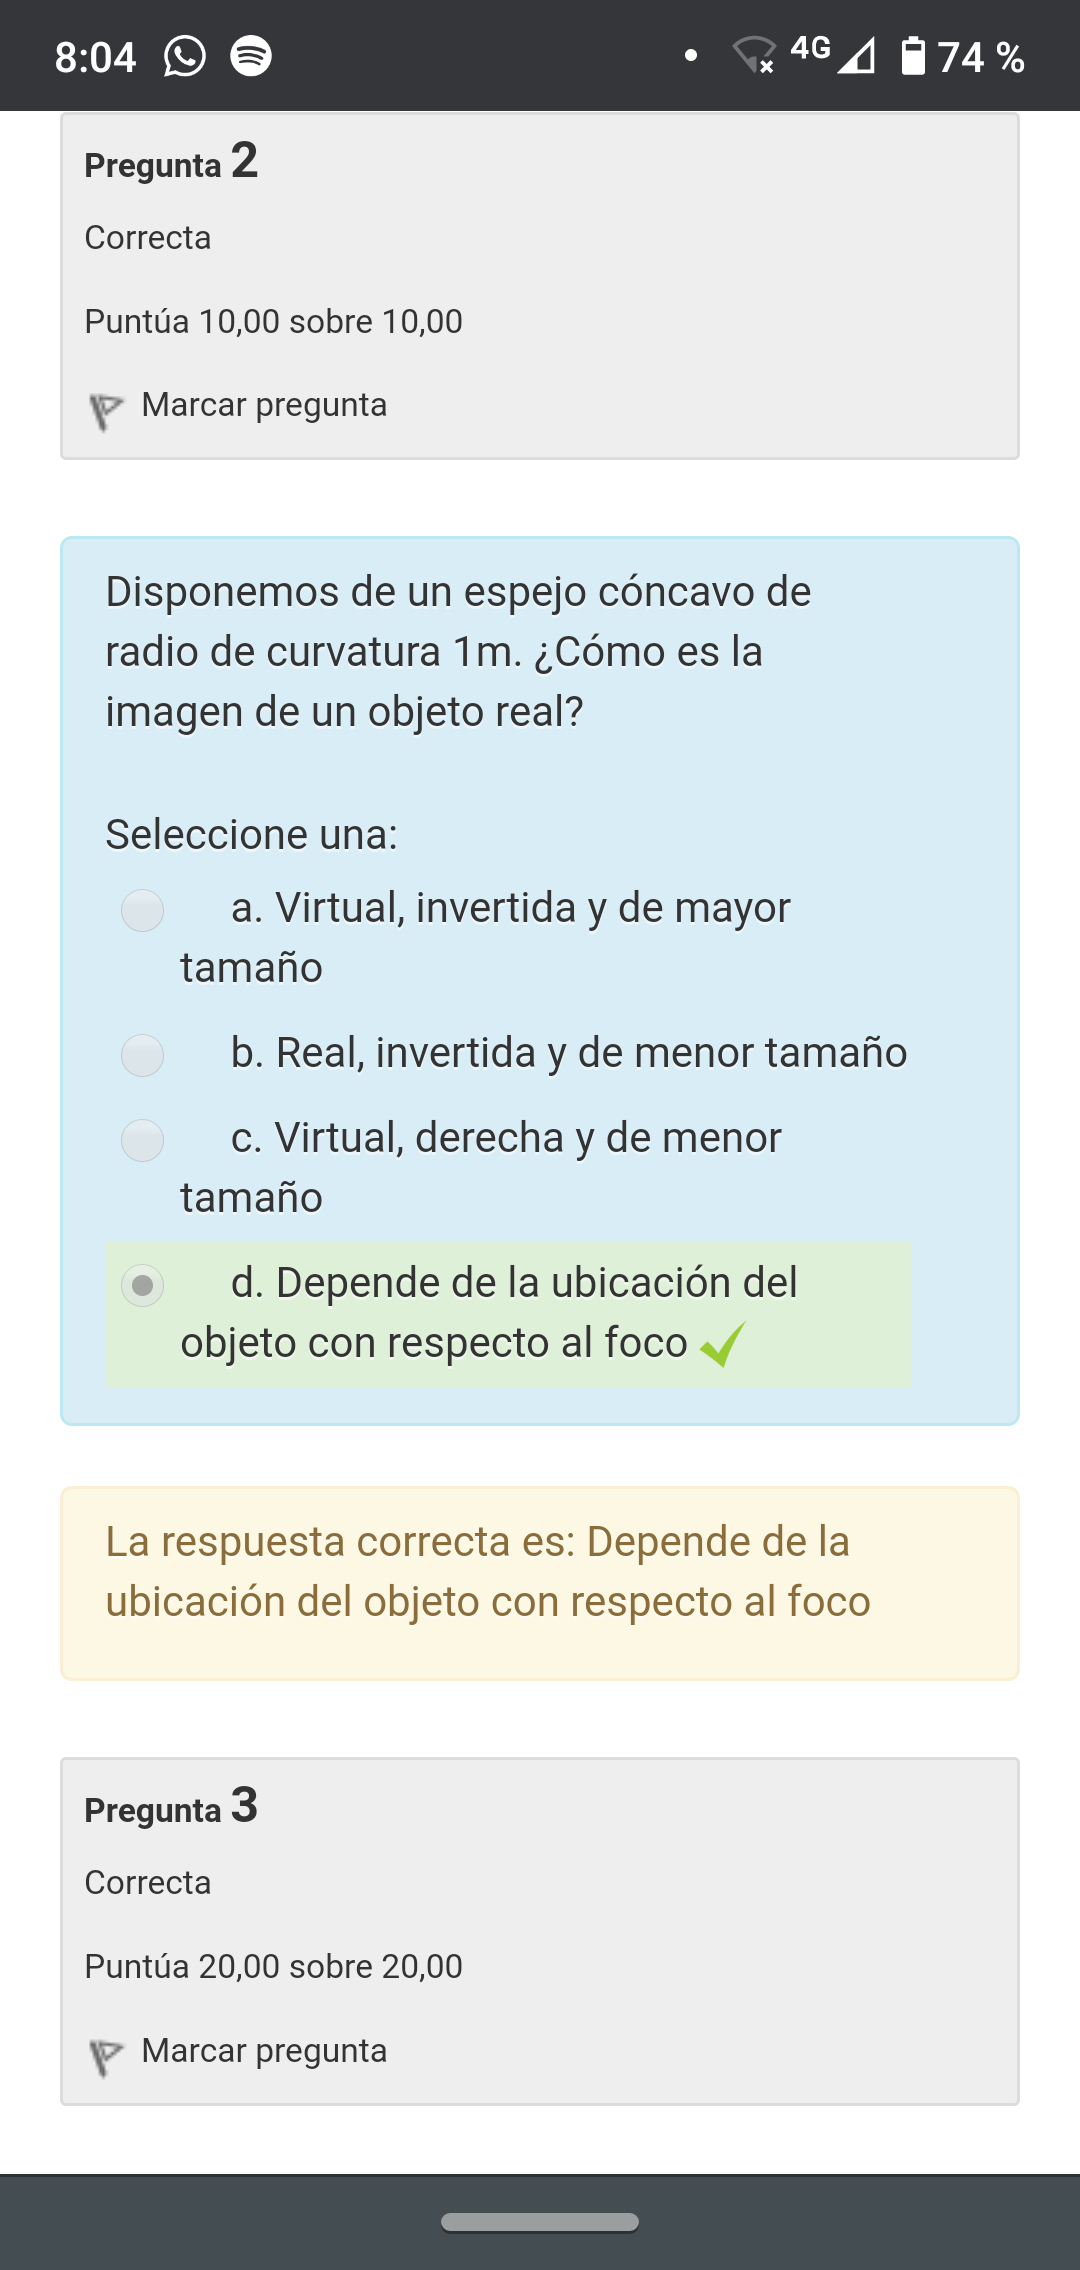 8:04
4G
74 %
Pregunta 2
Correcta
Puntúa 10,00 sobre 10,00
Marcar pregunta
Disponemos de un espejo cóncavo de
radio de curvatura 1m. ¿Cómo es la
imagen de un objeto real?
Seleccione una:
a. Virtual, invertida y de mayor
tamaño
b. Real, invertida y de menor tamaño
c. Virtual, derecha y de menor
tamaño
d. Depende de la ubicación del
objeto con respecto al foco
La respuesta correcta es: Depende de la
ubicación del objeto con respecto al foco
Pregunta 3
Correcta
Puntúa 20,00 sobre 20,00
Marcar pregunta